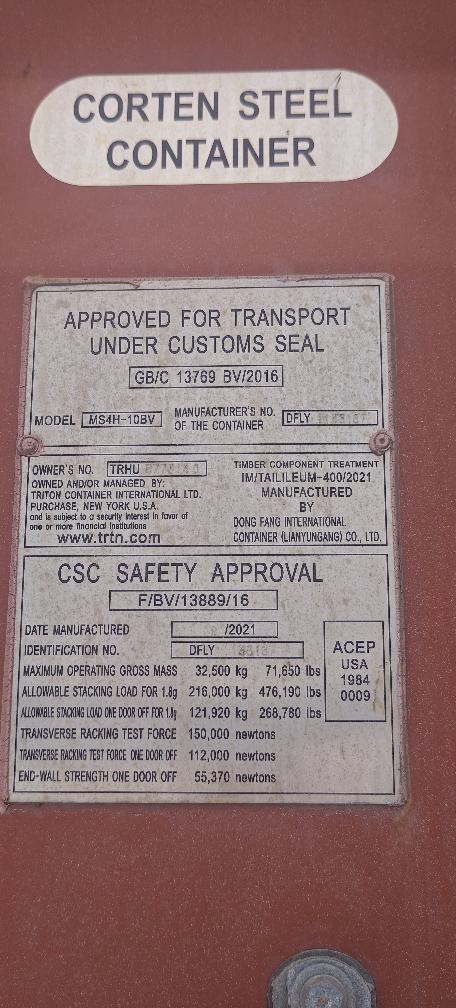 CORTEN STEEL
CONTAINER
APPROVED FOR TRANSPORT
UNDER CUSTOMS SEAL
GB/C 13769 BV/2016
MODEL MS4H-10BV
MANUFACTURER'S NO.
OF THE CONTAINER
DFLY
OWNER'S NO. TRHU
OWNED AND/OR MANAGED BY:
TRITON CONTAINER INTERNATIONAL LTD.
PURCHASE, NEW YORK U.S.A.
and is subject to a security interest in favor of
one or more financial institutions
www.trtn.com
TIMBER COMPONENT TREATMENT
IM/TAILILEUM-400/2021
MANUFACTURED
BY
DONG FANG INTERNATIONAL
CONTAINER (LIANYUNGANG) CO., LTD.
CSC SAFETY APPROVAL
F/BV/13889/16
DATE MANUFACTURED /2021
IDENTIFICATION NO. DFLY
MAXIMUM OPERATING GROSS MASS 32,500 kg 71,650 lbs
ALLOWABLE STACKING LOAD FOR 1.8g 216,000 kg 476,190 lbs
ALLOWABLE STACKING LOAD ONE DOOR OFF FOR 1.8g 121,920 kg 268,780 lbs
TRANSVERSE RACKING TEST FORCE 150,000 newtons
TRANSVERSE RACKING TEST FORCE ONE DOOR OFF 112,000 newtons
END-WALL STRENGTH ONE DOOR OFF 55,370 newtons
ACEP
USA
1984
0009